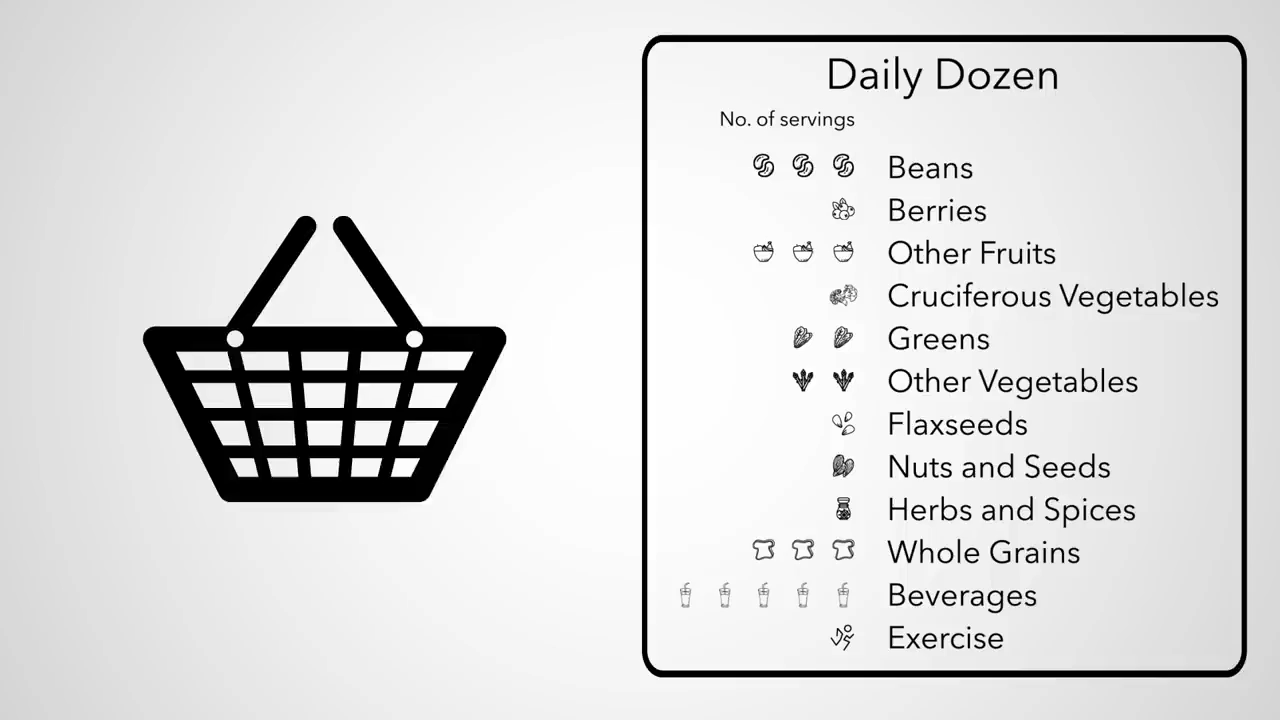 Daily Dozen
No. of servings
Beans
Berries
Other Fruits
Cruciferous Vegetables
Greens
Other Vegetables
Flaxseeds
Nuts and Seeds
Herbs and Spices
Whole Grains
Beverages
Exercise